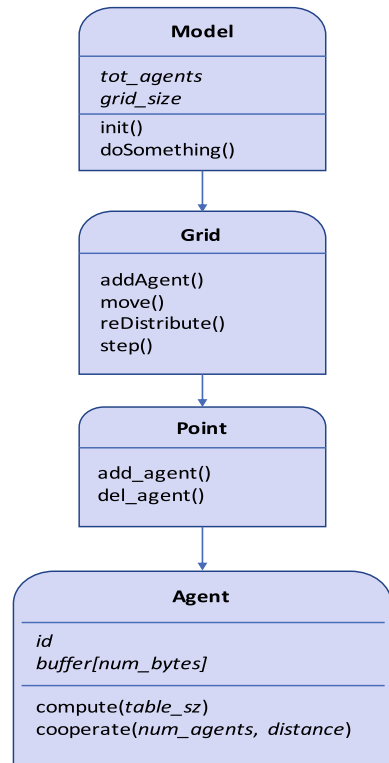 Model
tot_agents
grid_size
init()
doSomething()
Grid
addAgent()
move()
reDistribute()
step()
Point
add_agent()
del_agent()
Agent
id
buffer[num_bytes]
compute(table_sz)
cooperate(num_agents, distance)